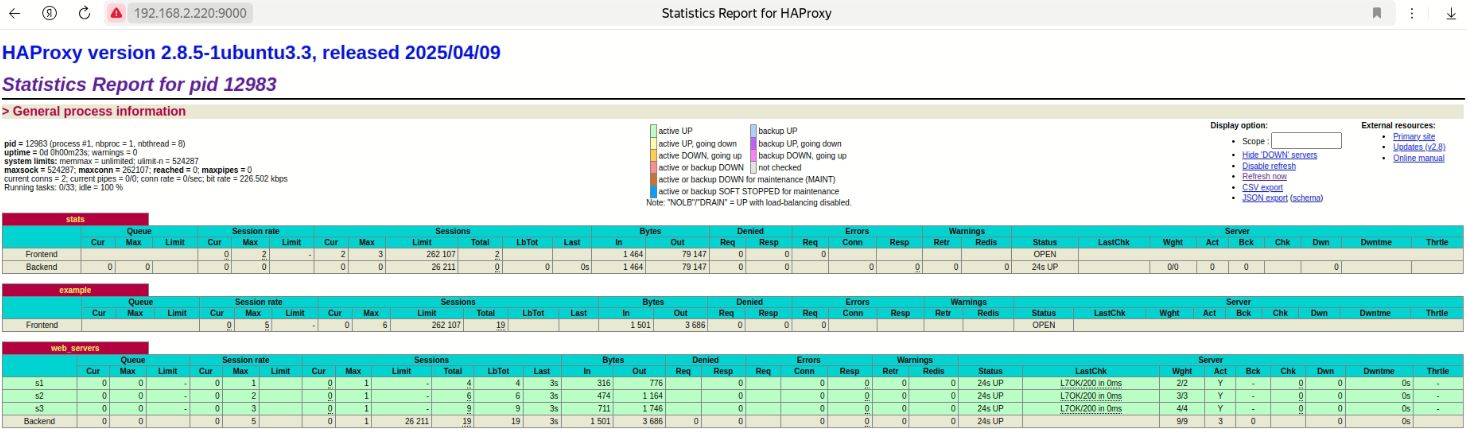 192.168.2.220:9000 Statistics Report for HAProxy
HAProxy version 2.8.5-1ubuntu3.3, released 2025/04/09
Statistics Report for pid 12983
> General process information
pid = 12983 (process #1, nbproc = 1, nbthread = 8)
uptime = 0d 0h00m23s; warnings = 0
system limits: memmax = unlimited; ulimit-n = 524287
maxsock = 524287; maxconn = 262107; reached = 0; maxpipes = 0
current conns = 2; current pipes = 0/0; conn rate = 0/sec; bit rate = 226.502 kbps
Running tasks: 0/33; idle = 100 %
active UP backup UP
active UP, going down backup UP, going down
active DOWN, going up backup DOWN, going up
active or backup DOWN not checked
active or backup DOWN for maintenance (MAINT)
active or backup SOFT STOPPED for maintenance
Note: "NOLB"/"DRAIN" = UP with load-balancing disabled.
Display option:
Scope :
Hide 'DOWN' servers
Disable refresh
Refresh now
CSV export
JSON export (schema)
External resources:
Primary site
Updates (v2.8)
Online manual
stats
Queue Session rate Sessions Bytes Denied Errors Warnings Server
Cur Max Limit Cur Max Limit Cur Max Limit Total LbTot Last In Out Req Resp Req Conn Resp Retr Redis Status LastChk Wght Act Bck Chk Dwn Dwntme Thrtle
Frontend 0 2 - 2 3 262 107 2 1 464 79 147 0 0 0 OPEN
Backend 0 0 0 0 0 0 26 211 0 0 0s 1 464 79 147 0 0 0 0 0 0 24s UP 0/0 0 0 0
example
Queue Session rate Sessions Bytes Denied Errors Warnings Server
Cur Max Limit Cur Max Limit Cur Max Limit Total LbTot Last In Out Req Resp Req Conn Resp Retr Redis Status LastChk Wght Act Bck Chk Dwn Dwntme Thrtle
Frontend 0 5 - 0 6 262 107 19 1 501 3 686 0 0 0 OPEN
web_servers
Queue Session rate Sessions Bytes Denied Errors Warnings Server
Cur Max Limit Cur Max Limit Cur Max Limit Total LbTot Last In Out Req Resp Req Conn Resp Retr Redis Status LastChk Wght Act Bck Chk Dwn Dwntme Thrtle
s1 0 0 - 0 1 0 1 - 4 4 3s 316 776 0 0 0 0 0 24s UP L7OK/200 in 0ms 2/2 Y - 0 0 0s -
s2 0 0 - 0 2 0 1 - 6 6 3s 474 1 164 0 0 0 0 0 24s UP L7OK/200 in 0ms 3/3 Y - 0 0 0s -
s3 0 0 - 0 3 0 1 - 9 9 3s 711 1 746 0 0 0 0 0 24s UP L7OK/200 in 0ms 4/4 Y - 0 0 0s -
Backend 0 0 0 5 0 1 26 211 19 19 3s 1 501 3 686 0 0 0 0 0 0 24s UP 9/9 3 0 0 0s